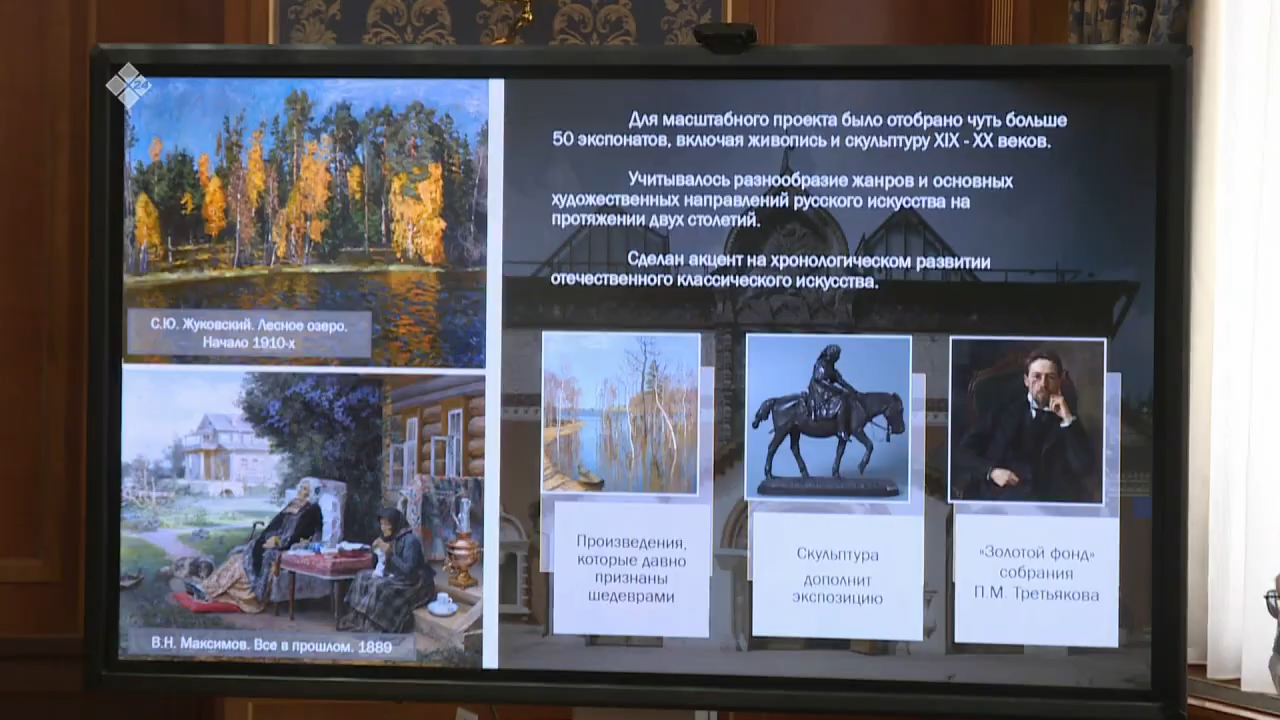 24
С.Ю. Жуковский. Лесное озеро.
Начало 1910-х
В.Н. Максимов. Все в прошлом. 1889
Для масштабного проекта было отобрано чуть больше
50 экспонатов, включая живопись и скульптуру XIX - XX веков.
Учитывалось разнообразие жанров и основных
художественных направлений русского искусства на
протяжении двух столетий.
Сделан акцент на хронологическом развитии
отечественного классического искусства.
Произведения,
которые давно
признаны
шедеврами
Скульптура
дополнит
экспозицию
«Золотой фонд»
собрания
П.М. Третьякова